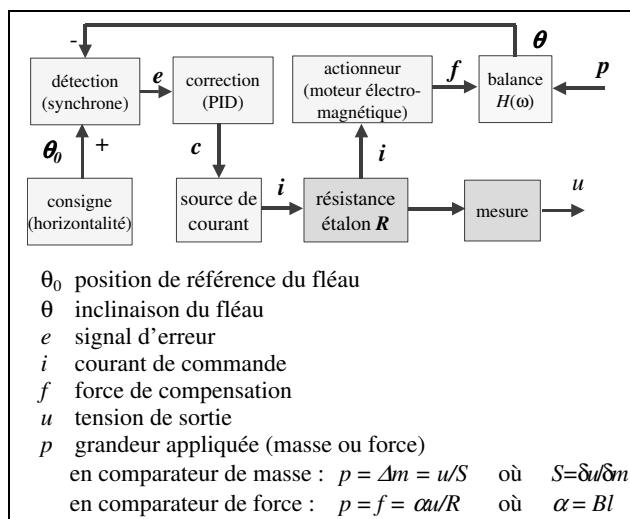 -
θ
détection
(synchrone)
e
correction
(PID)
actionneur
(moteur électro-
magnétique)
f
balance
H(ω)
p
θ0
+
c
i
i
u
consigne
(horizontalité)
source de
courant
résistance
étalon R
mesure
θ0 position de référence du fléau
θ inclinaison du fléau
e signal d'erreur
i courant de commande
f force de compensation
u tension de sortie
p grandeur appliquée (masse ou force)
en comparateur de masse : p = Δm = u/S où S=δu/δm
en comparateur de force : p = f = αu/R où α = Bl